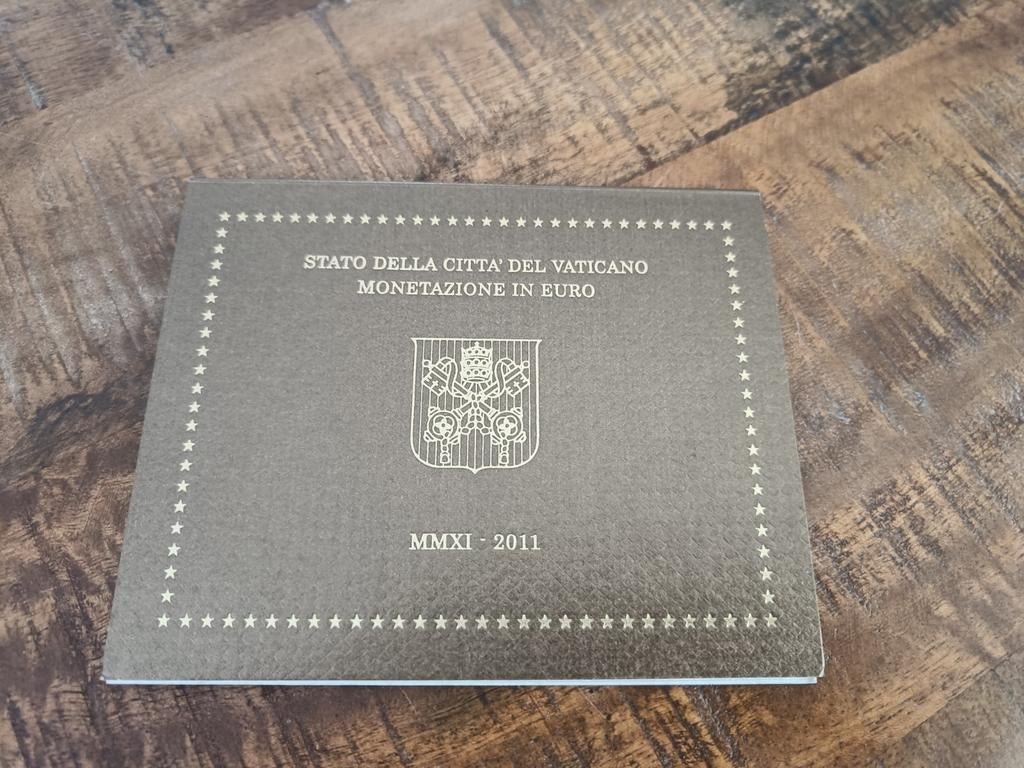 STATO DELLA CITTA' DEL VATICANO
MONETAZIONE IN EURO
MMXI - 2011